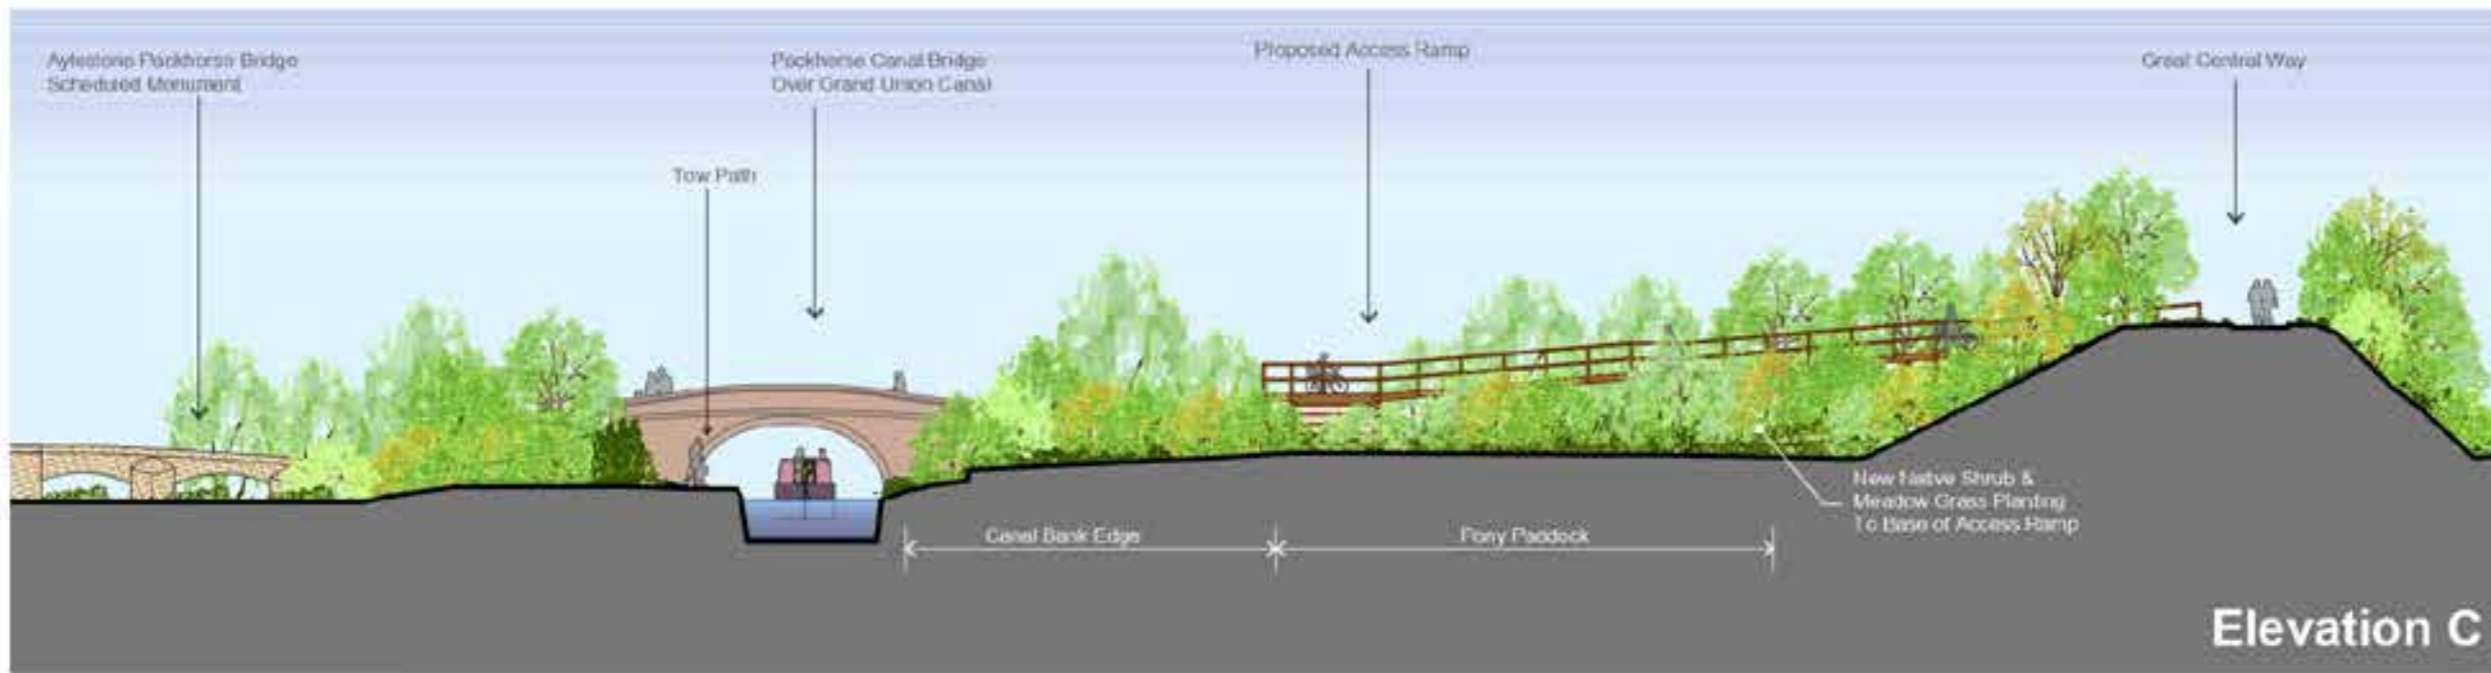 Aylestone Packhorse Bridge
Scheduled Monument
Packhorse Canal Bridge
Over Grand Union Canal
Proposed Access Ramp
Great Central Way
Tow Path
New Native Shrub &
Meadow Grass Planting
To Base of Access Ramp
Canal Bank Edge
Pony Paddock
Elevation C